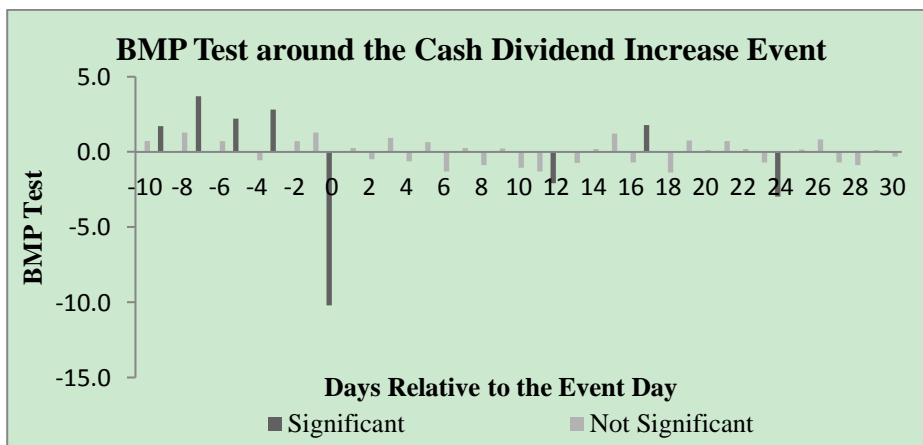 BMP Test around the Cash Dividend Increase Event
5.0
0.0
-5.0
-10.0
-15.0
BMP Test
-10 -8 -6 -4 -2 0 2 4 6 8 10 12 14 16 18 20 22 24 26 28 30
Days Relative to the Event Day
Significant Not Significant